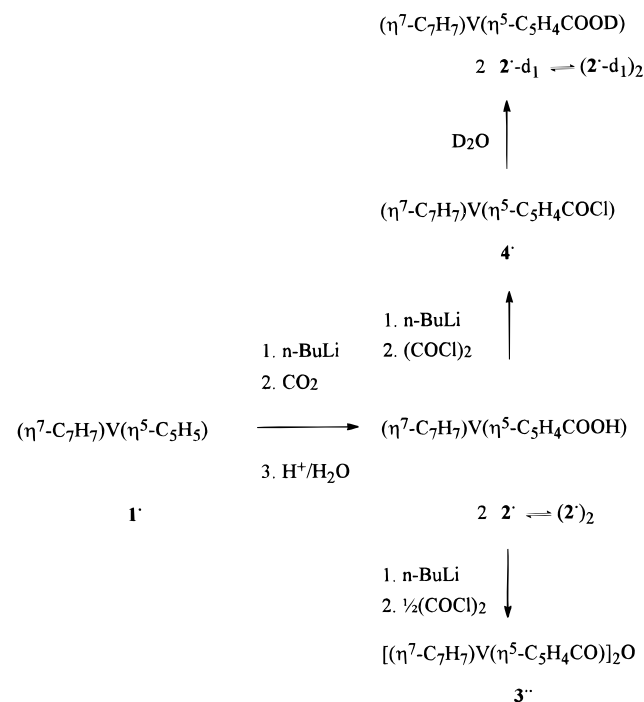 (η⁷-C₇H₇)V(η⁵-C₅H₄COOD)
2 2˙-d₁ ⇌ (2˙-d₁)₂
D₂O
(η⁷-C₇H₇)V(η⁵-C₅H₄COCl)
4˙
1. n-BuLi
2. (COCl)₂
1. n-BuLi
2. CO₂
(η⁷-C₇H₇)V(η⁵-C₅H₅)
3. H⁺/H₂O
(η⁷-C₇H₇)V(η⁵-C₅H₄COOH)
1˙
2 2˙ ⇌ (2˙)₂
1. n-BuLi
2. ½(COCl)₂
[(η⁷-C₇H₇)V(η⁵-C₅H₄CO)]₂O
3˙˙